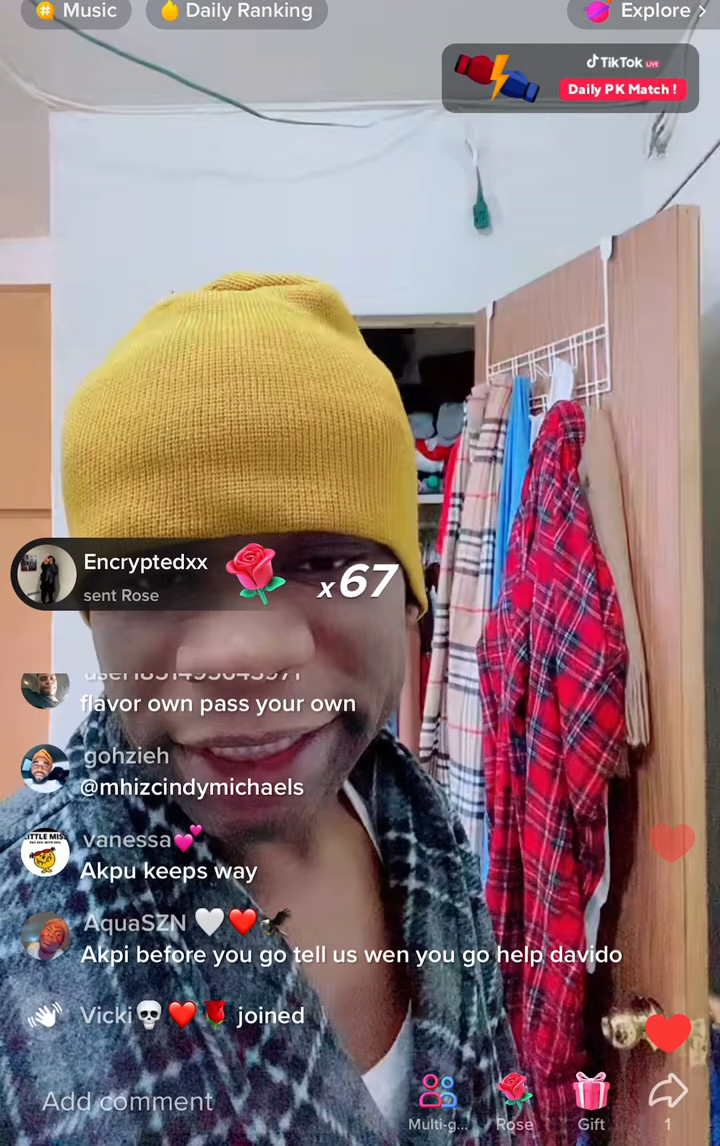 Music
Daily Ranking
Explore
TikTok LIVE
Daily PK Match !
Encryptedxx
sent Rose
x67
flavor own pass your own
gohzieh
@mhizcindymichaels
vanessa💕
Akpu keeps way
AquaSZN 🤍❤️🦅
Akpi before you go tell us wen you go help davido
Vicki💀❤️🌹 joined
Add comment
Multi-g...
Rose
Gift
1